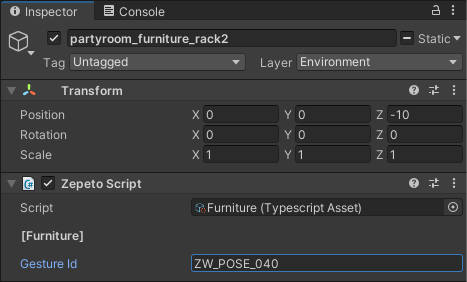 Inspector Console
partyroom_furniture_rack2 Static
Tag Untagged Layer Environment
Transform
Position X 0 Y 0 Z -10
Rotation X 0 Y 0 Z 0
Scale X 1 Y 1 Z 1
Zepeto Script
Script Furniture (Typescript Asset)
[Furniture]
Gesture Id ZW_POSE_040